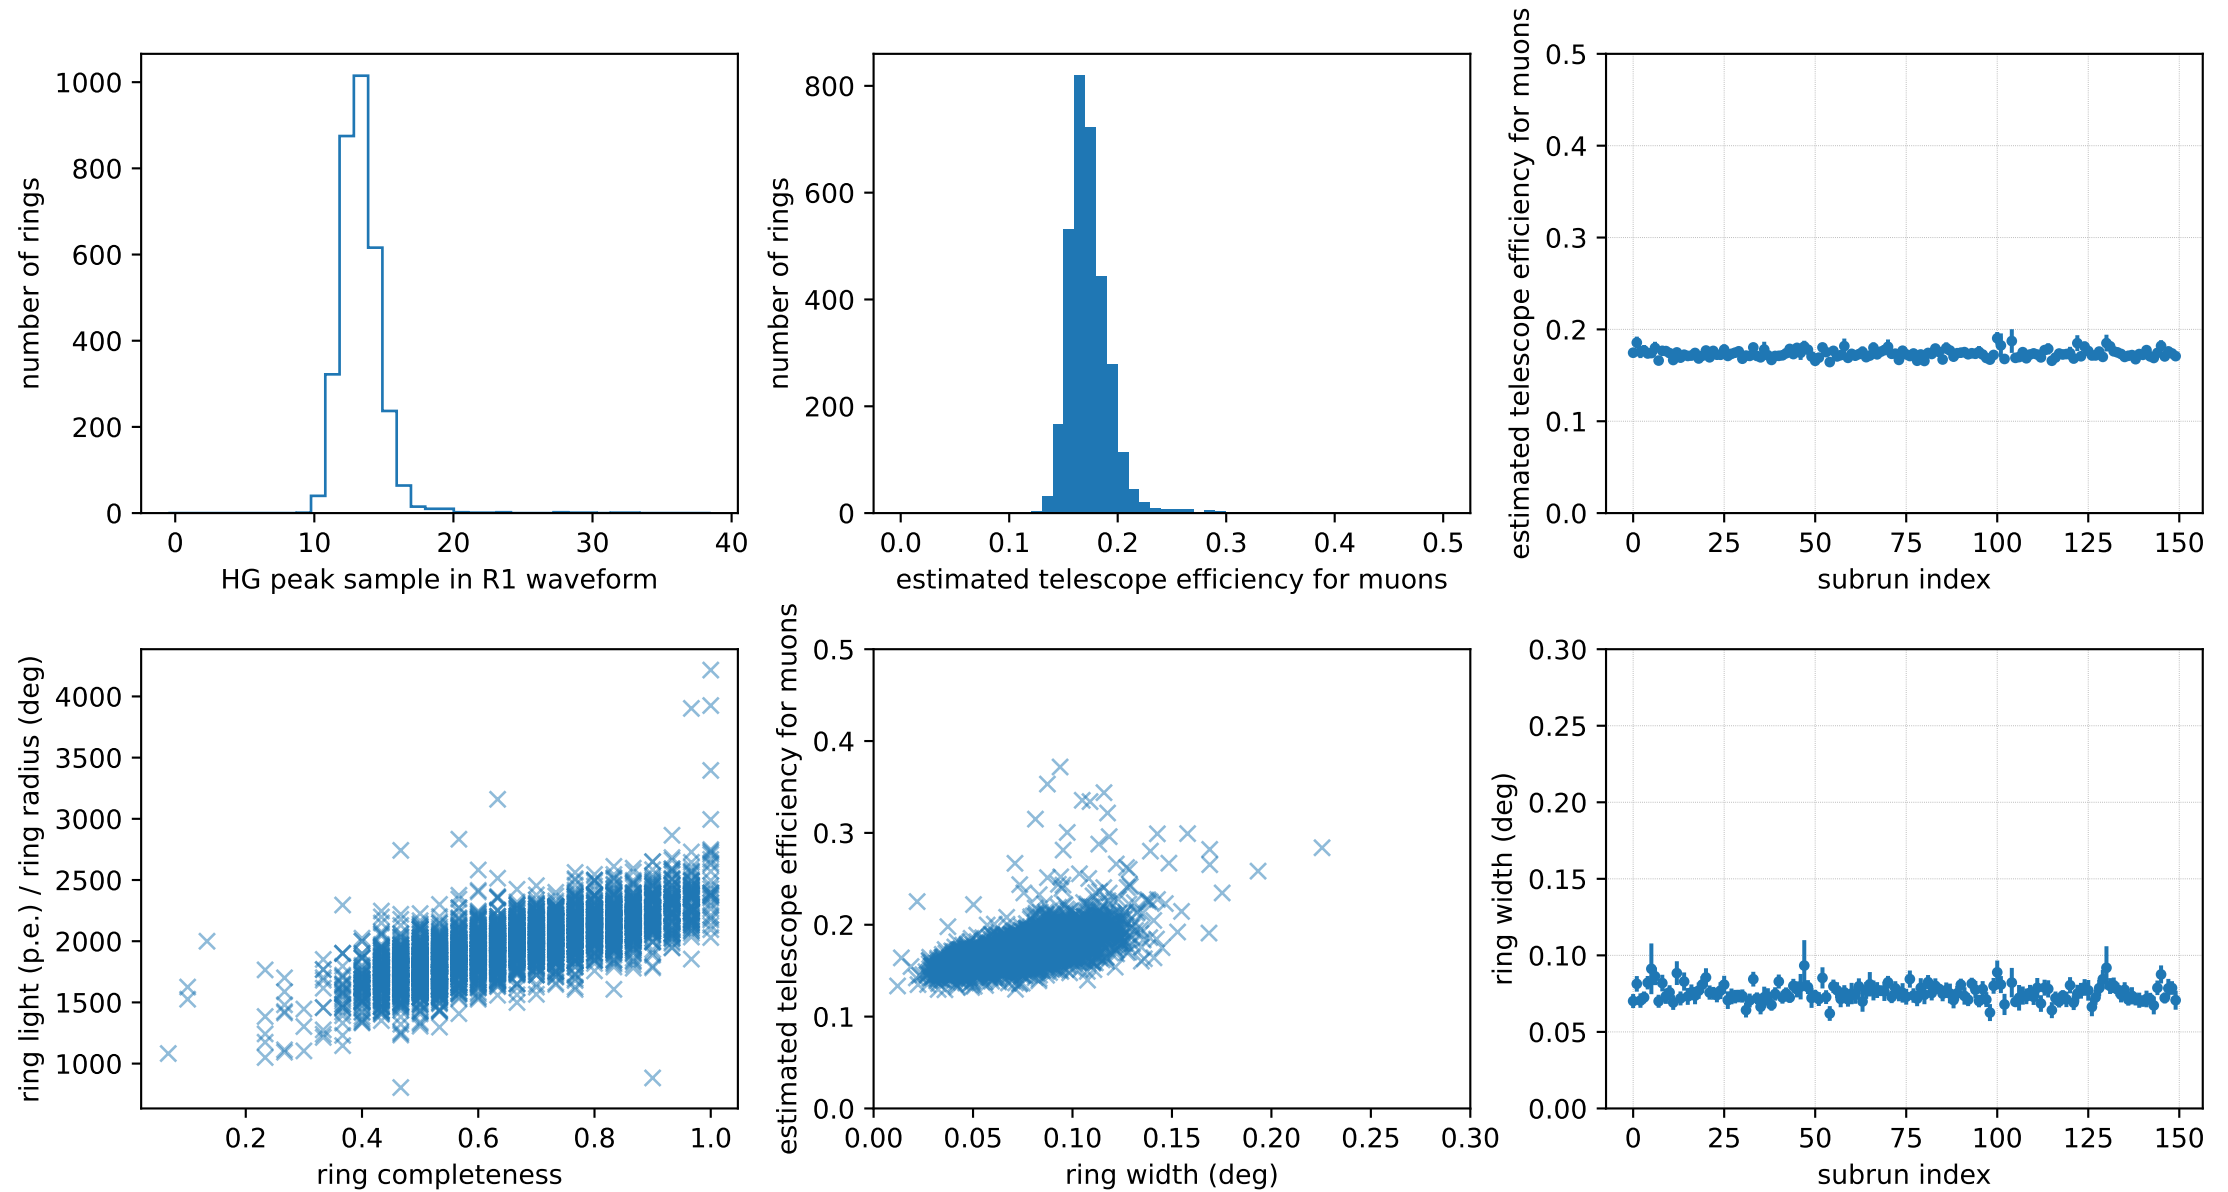 1000
800
600
400
200
0
number of rings
0 10 20 30 40
HG peak sample in R1 waveform
800
600
400
200
0
number of rings
0.0 0.1 0.2 0.3 0.4 0.5
estimated telescope efficiency for muons
0.5
0.4
0.3
0.2
0.1
0.0
estimated telescope efficiency for muons
0 25 50 75 100 125 150
subrun index
4000
3500
3000
2500
2000
1500
1000
ring light (p.e.) / ring radius (deg)
0.2 0.4 0.6 0.8 1.0
ring completeness
0.5
0.4
0.3
0.2
0.1
0.0
estimated telescope efficiency for muons
0.00 0.05 0.10 0.15 0.20 0.25 0.30
ring width (deg)
0.30
0.25
0.20
0.15
0.10
0.05
0.00
ring width (deg)
0 25 50 75 100 125 150
subrun index